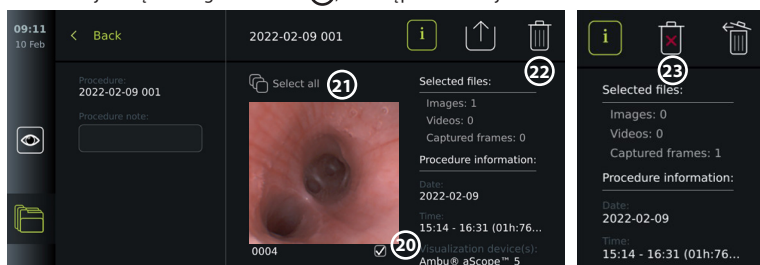 09:11
10 Feb
Back
Procedure:
2022-02-09 001
Procedure note:
2022-02-09 001
i
22
Select all
21
0004
20
Selected files:
Images: 1
Videos: 0
Captured frames: 0
Procedure information:
Date:
2022-02-09
Time:
15:14 - 16:31 (01h:76...
Visualization device(s):
Ambu® aScope™ 5
i
23
Selected files:
Images: 0
Videos: 0
Captured frames: 1
Procedure information:
Date:
2022-02-09
Time:
15:14 - 16:31 (01h:76...